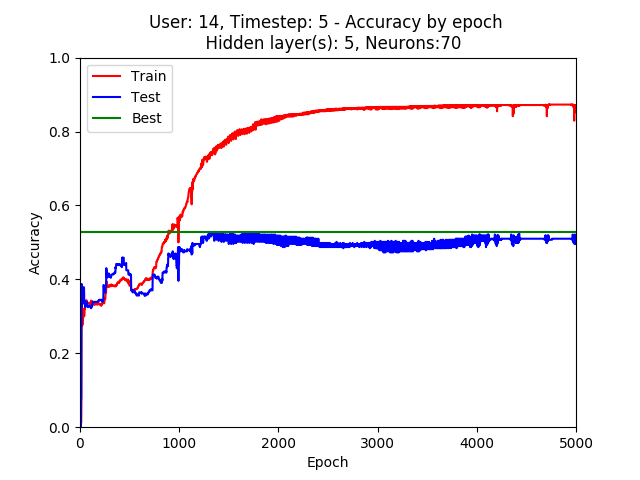 User: 14, Timestep: 5 - Accuracy by epoch
Hidden layer(s): 5, Neurons:70
1.0
0.8
0.6
0.4
0.2
0.0
Accuracy
Train
Test
Best
0 1000 2000 3000 4000 5000
Epoch